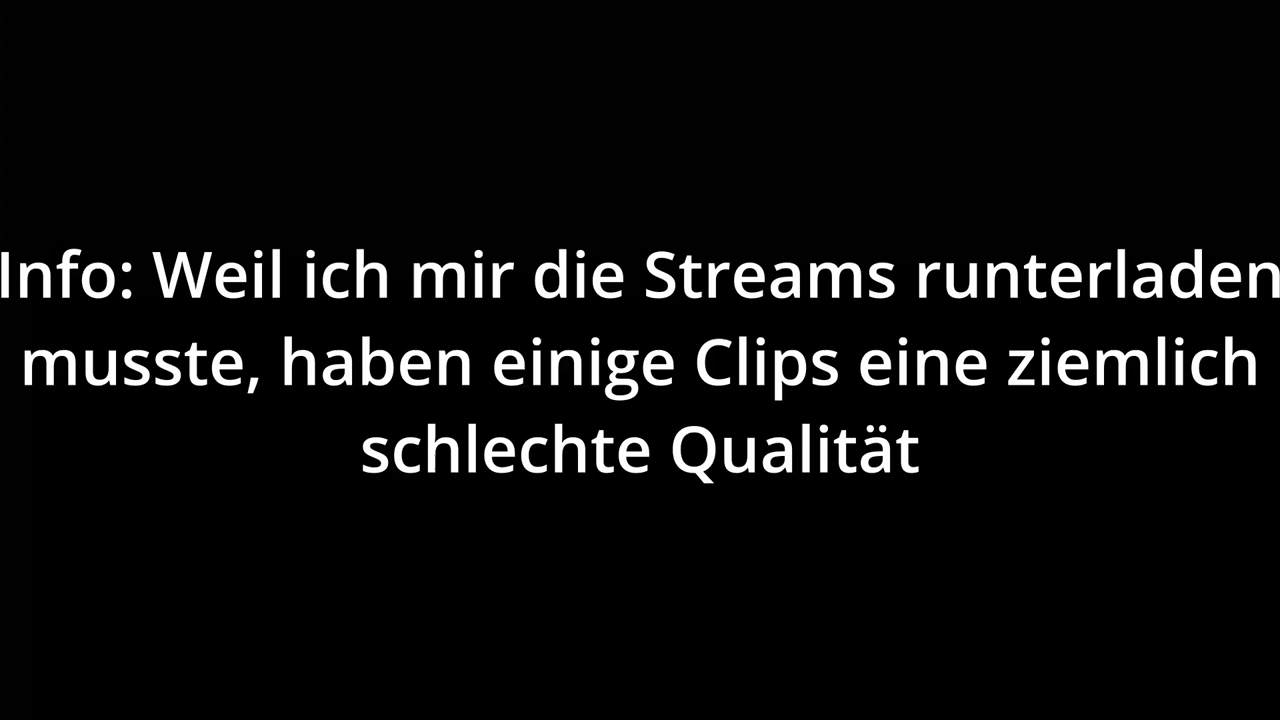 Info: Weil ich mir die Streams runterladen
musste, haben einige Clips eine ziemlich
schlechte Qualität